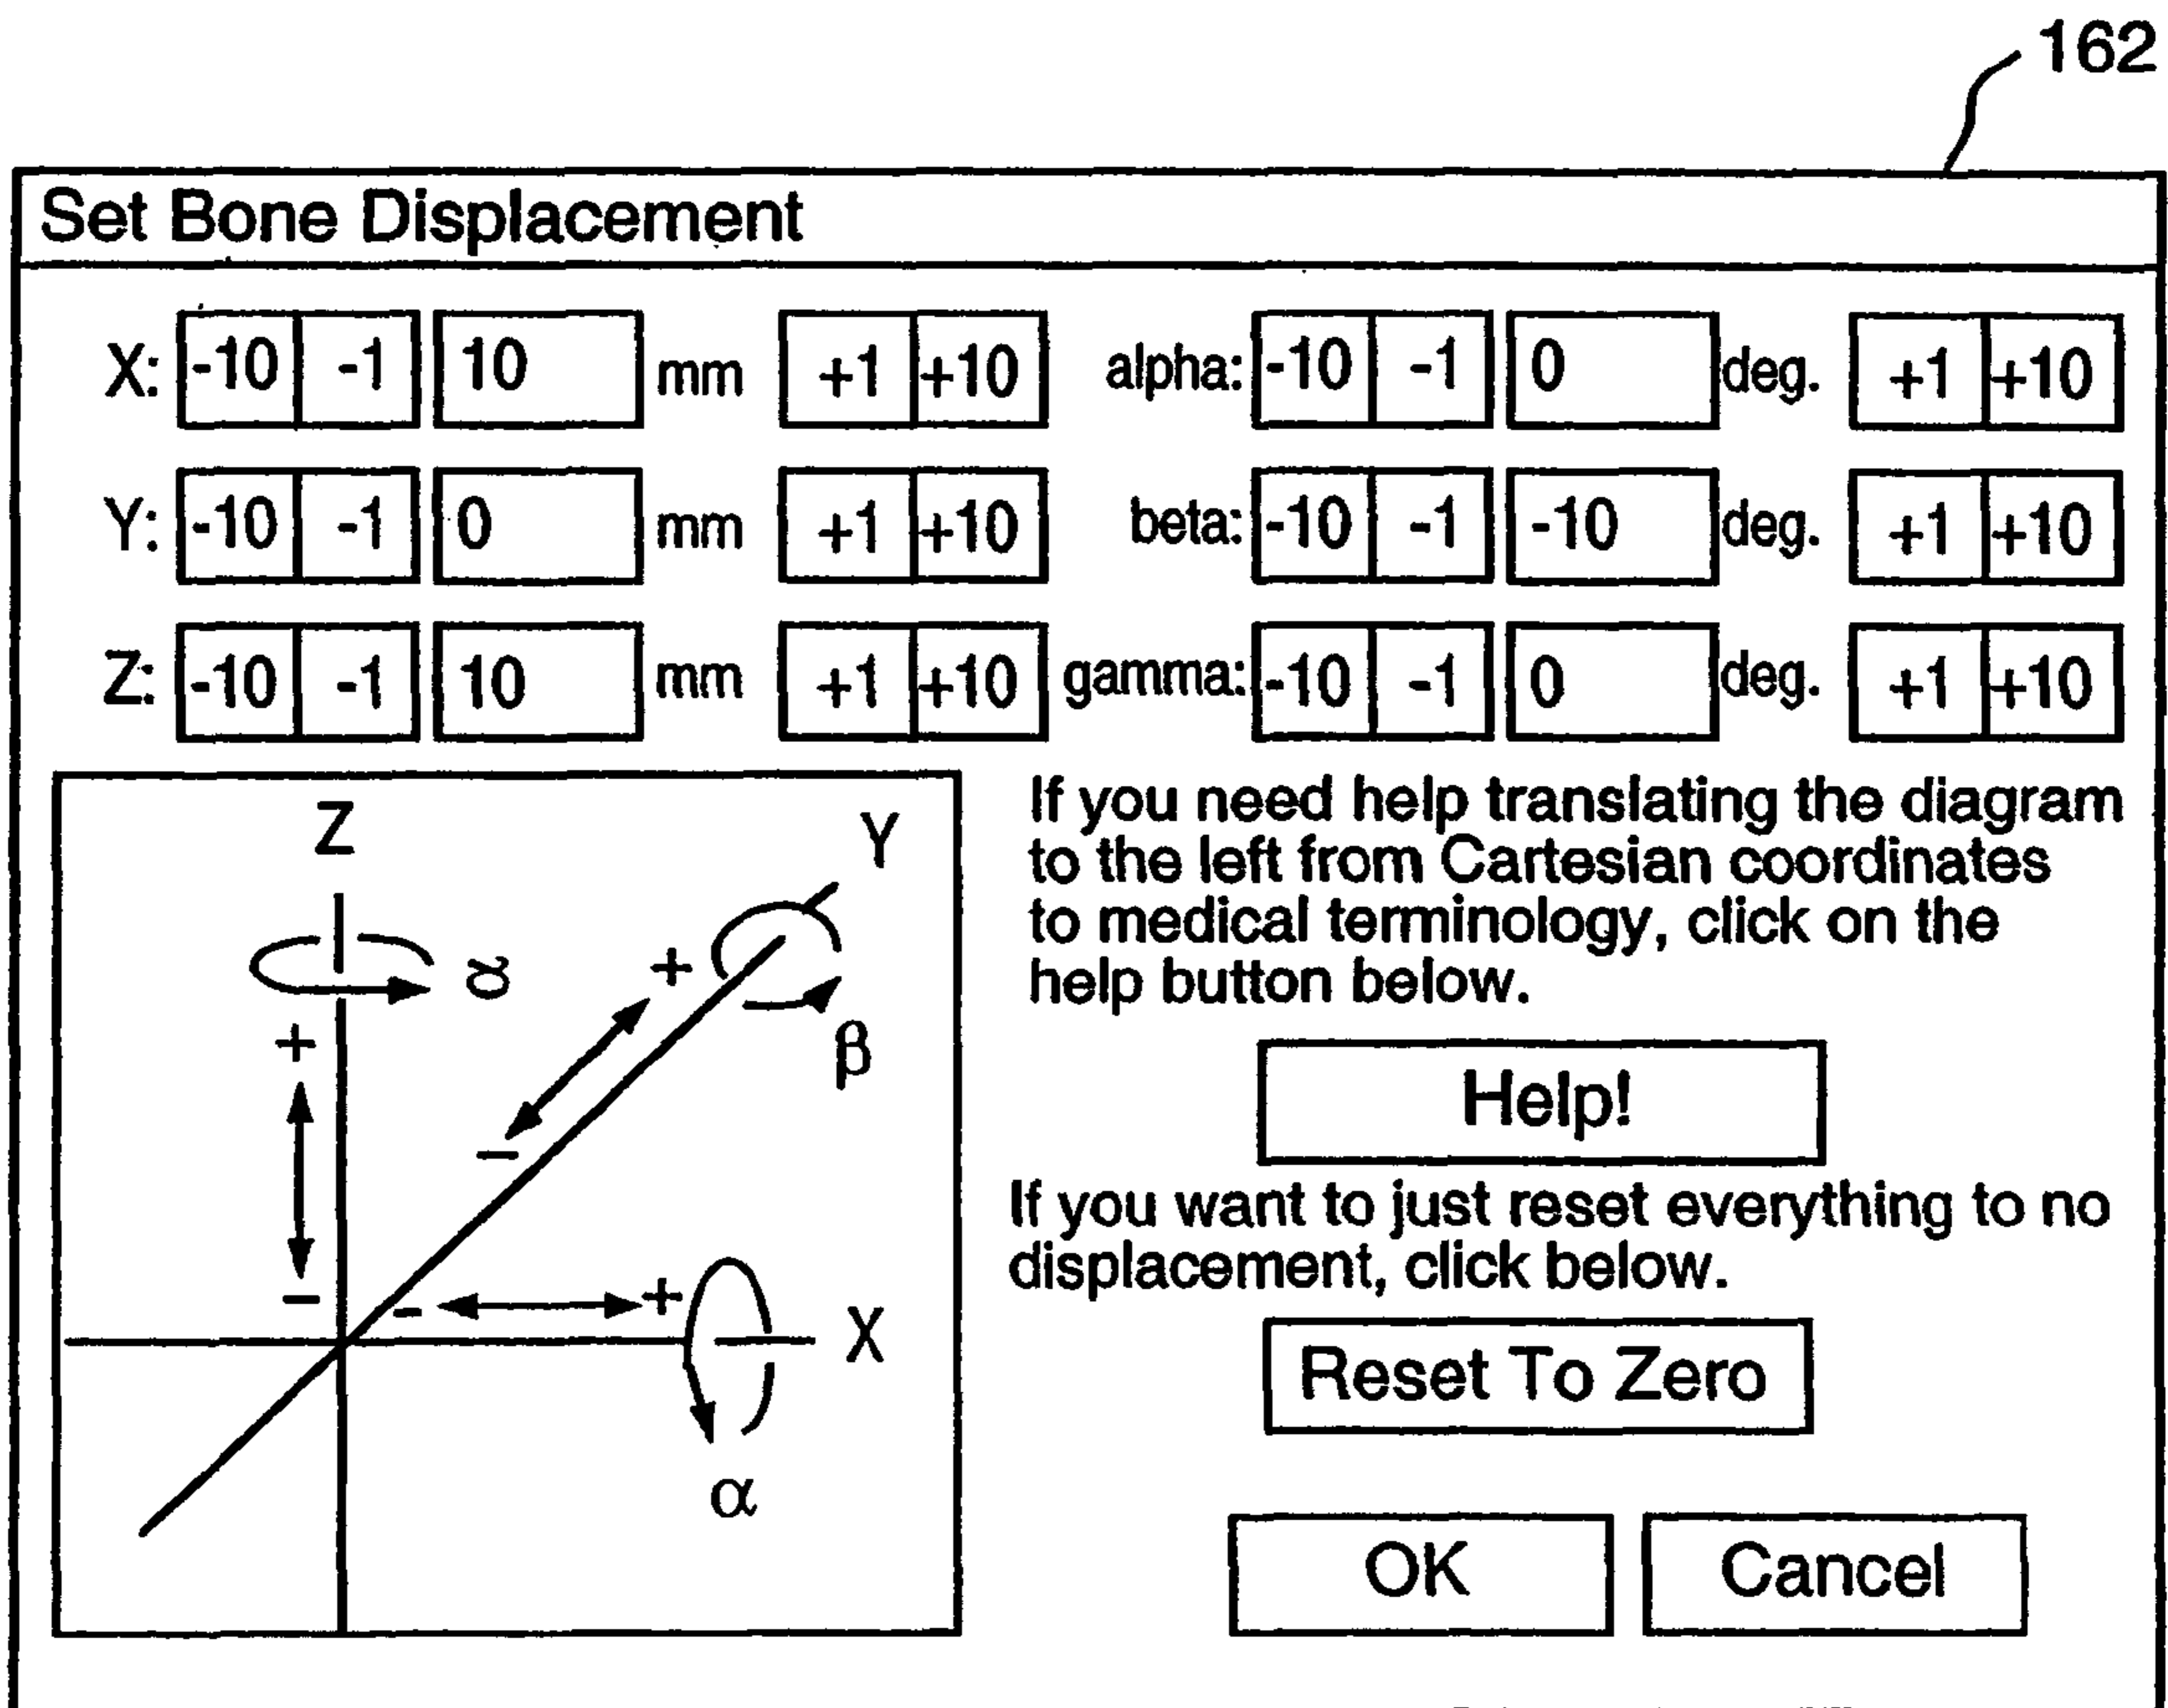 162
Set Bone Displacement
X: -10 -1 10 mm +1 +10 alpha: -10 -1 0 deg. +1 +10
Y: -10 -1 0 mm +1 +10 beta: -10 -1 -10 deg. +1 +10
Z: -10 -1 10 mm +1 +10 gamma: -10 -1 0 deg. +1 +10
Z
Y
+
+
β
-
-
- +
X
α
If you need help translating the diagram
to the left from Cartesian coordinates
to medical terminology, click on the
help button below.
Help!
If you want to just reset everything to no
displacement, click below.
Reset To Zero
OK Cancel